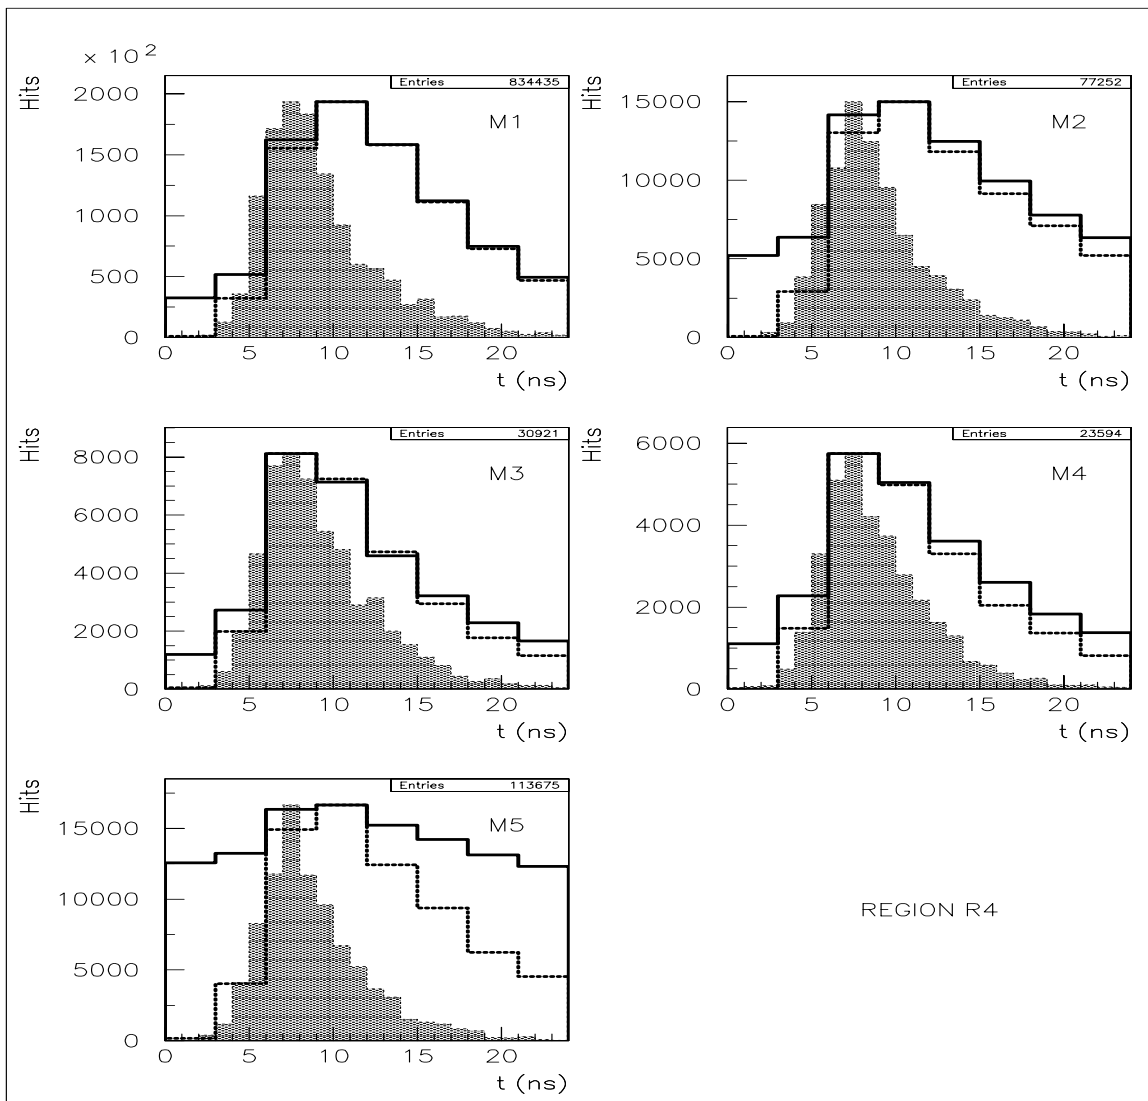 × 10²
Hits
Entries 834435
M1
2000
1500
1000
500
0
0 5 10 15 20
t (ns)
Hits
Entries 77252
M2
15000
10000
5000
0
0 5 10 15 20
t (ns)
Hits
Entries 30921
M3
8000
6000
4000
2000
0
0 5 10 15 20
t (ns)
Hits
Entries 23594
M4
6000
4000
2000
0
0 5 10 15 20
t (ns)
Hits
Entries 113675
M5
15000
10000
5000
0
0 5 10 15 20
t (ns)
REGION R4